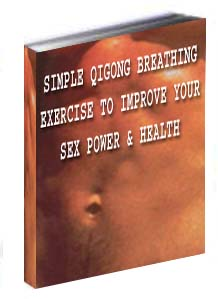 SIMPLE QIGONG BREATHING
EXERCISE TO IMPROVE YOUR
SEX POWER & HEALTH